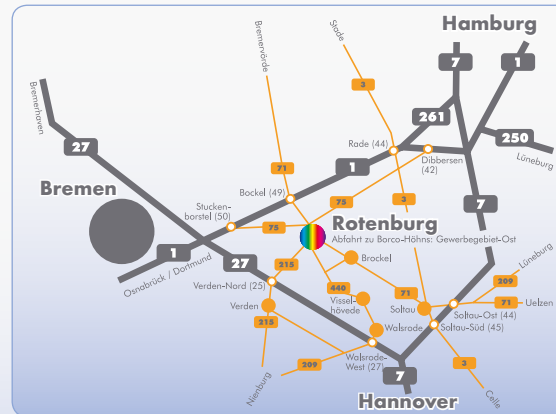 Hamburg
Stade
Bremervörde
Bremerhaven
7
1
3
261
27
250
Lüneburg
Rade (44)
Dibbersen
(42)
1
71
Bockel (49)
75
3
7
Bremen
Stucken-
borstel (50)
75
Rotenburg
Abfahrt zu Borco-Höhns: Gewerbegebiet-Ost
1
Osnabrück / Dortmund
27
215
Brockel
Lüneburg
209
Verden-Nord (25)
440
71
71
Uelzen
Verden
Vissel-
hövede
Soltau
Soltau-Ost (44)
215
Walsrode
Soltau-Süd (45)
Walsrode-
West (27)
209
3
Nienburg
7
Celle
Hannover